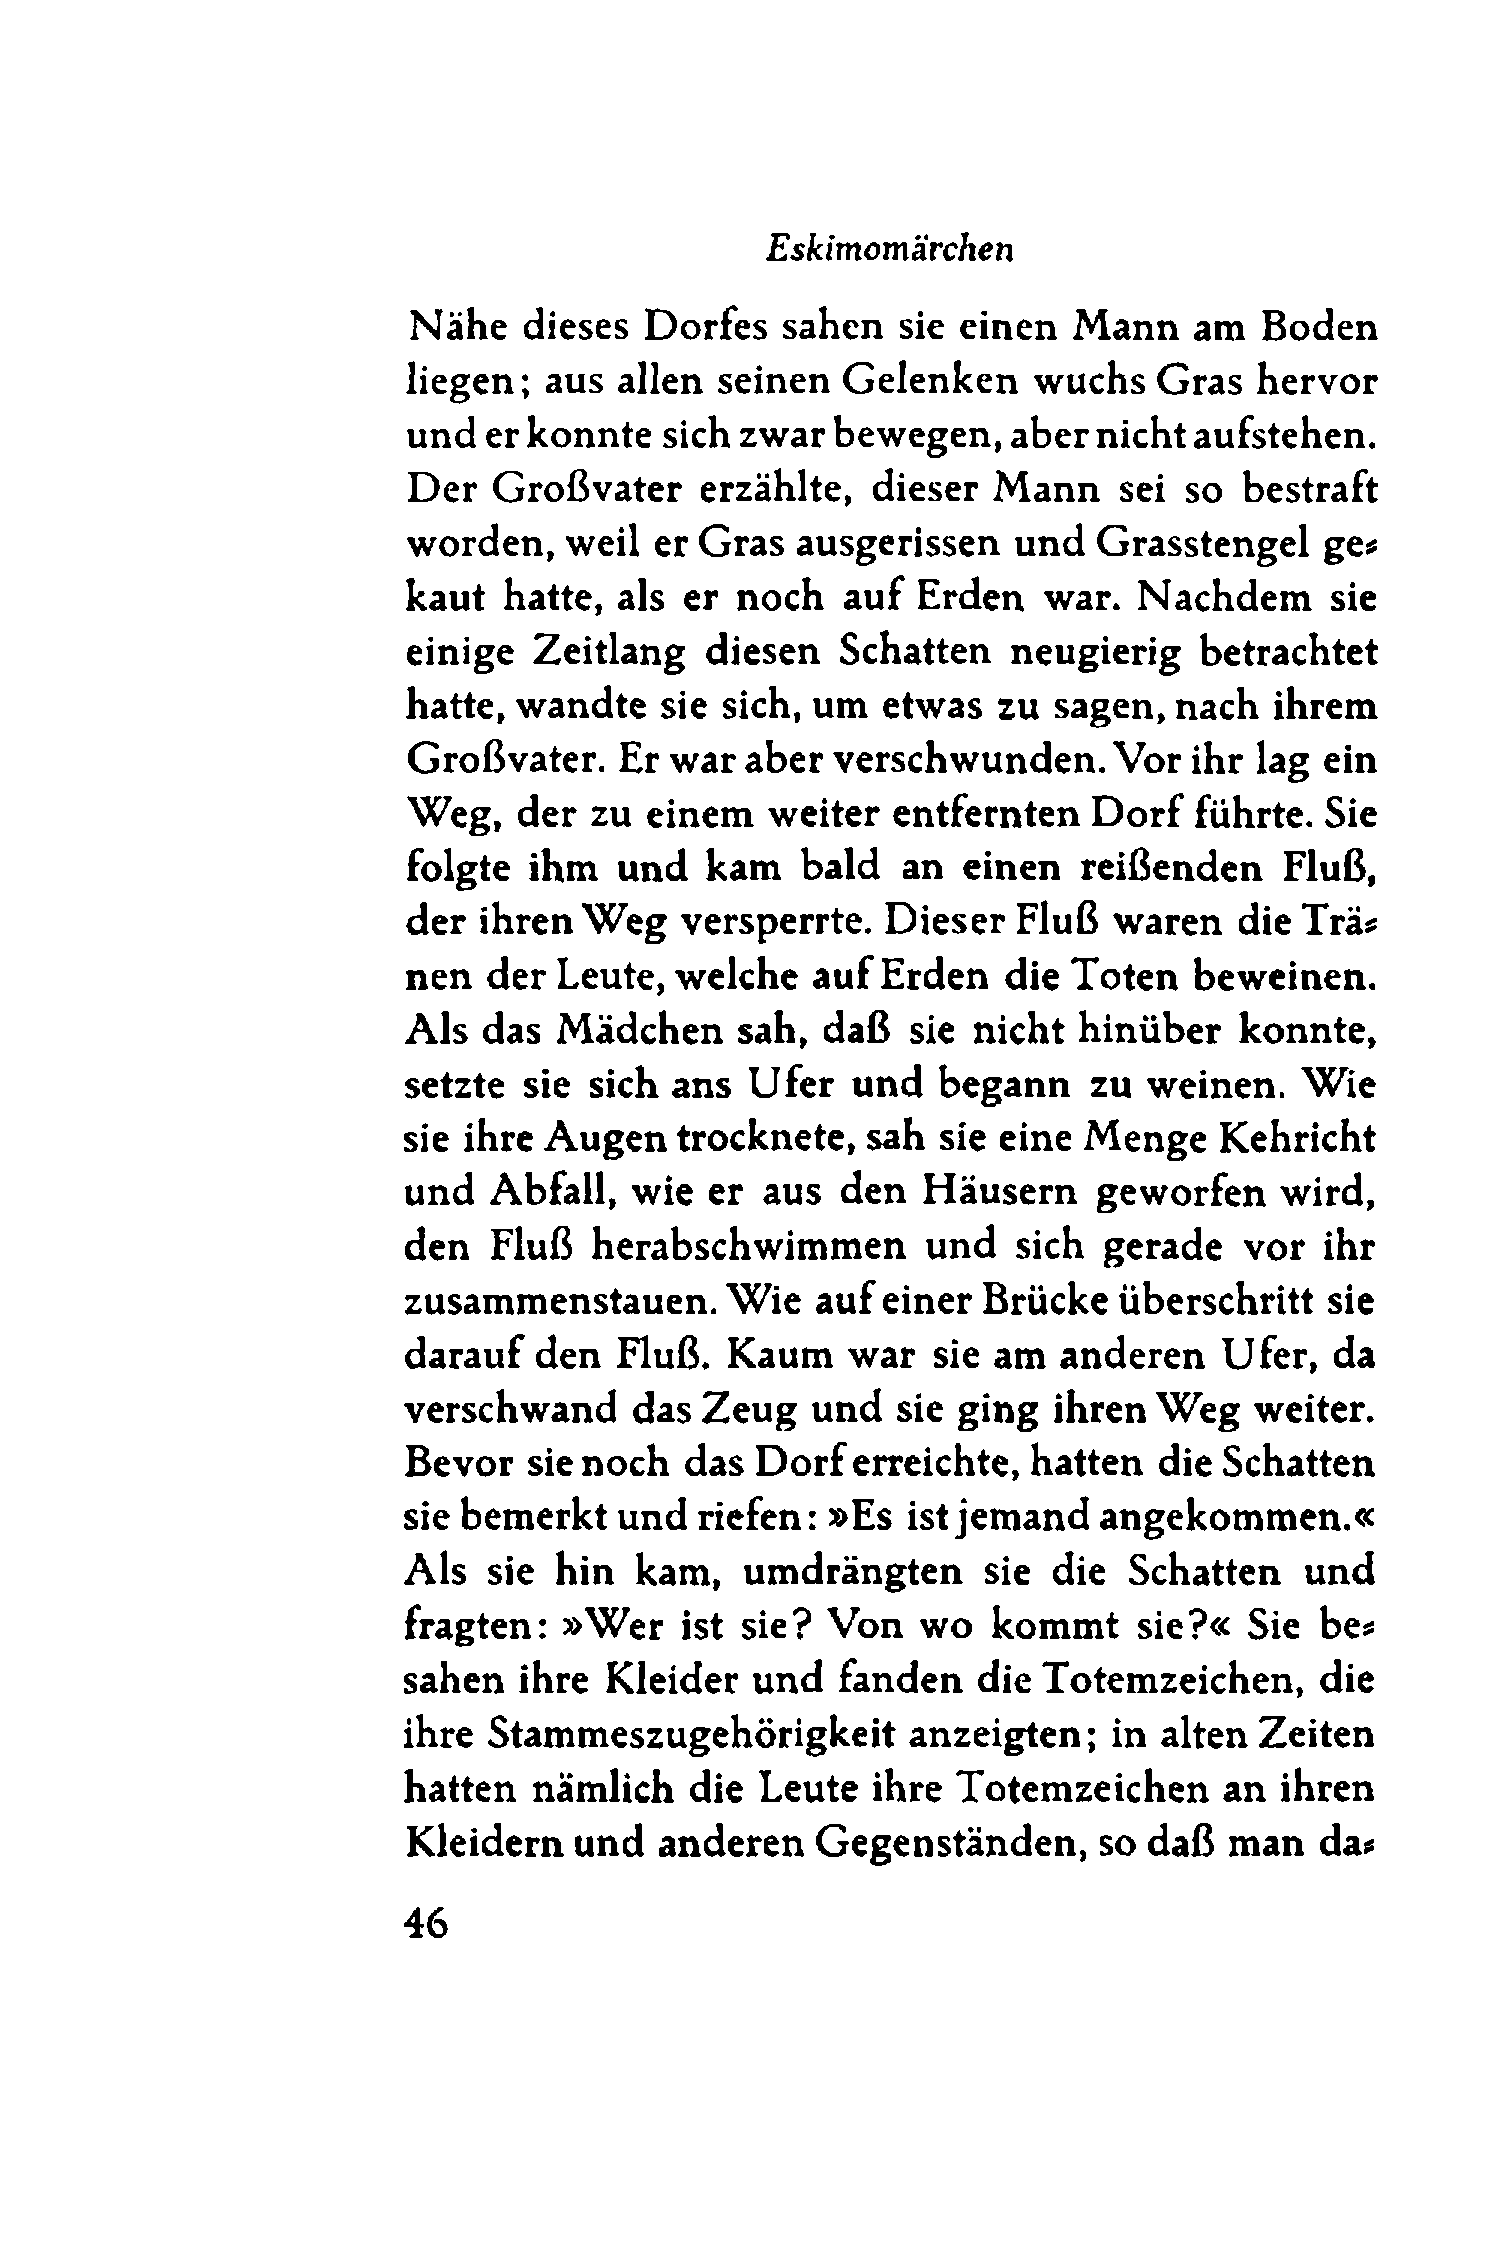 Eskimomärchen
Nähe dieses Dorfes sahen sie einen Mann am Boden
liegen; aus allen seinen Gelenken wuchs Gras hervor
und er konnte sich zwar bewegen, aber nicht aufstehen.
Der Großvater erzählte, dieser Mann sei so bestraft
worden, weil er Gras ausgerissen und Grasstengel ge⸗
kaut hatte, als er noch auf Erden war. Nachdem sie
einige Zeitlang diesen Schatten neugierig betrachtet
hatte, wandte sie sich, um etwas zu sagen, nach ihrem
Großvater. Er war aber verschwunden. Vor ihr lag ein
Weg, der zu einem weiter entfernten Dorf führte. Sie
folgte ihm und kam bald an einen reißenden Fluß,
der ihren Weg versperrte. Dieser Fluß waren die Trä⸗
nen der Leute, welche auf Erden die Toten beweinen.
Als das Mädchen sah, daß sie nicht hinüber konnte,
setzte sie sich ans Ufer und begann zu weinen. Wie
sie ihre Augen trocknete, sah sie eine Menge Kehricht
und Abfall, wie er aus den Häusern geworfen wird,
den Fluß herabschwimmen und sich gerade vor ihr
zusammenstauen. Wie auf einer Brücke überschritt sie
darauf den Fluß. Kaum war sie am anderen Ufer, da
verschwand das Zeug und sie ging ihren Weg weiter.
Bevor sie noch das Dorf erreichte, hatten die Schatten
sie bemerkt und riefen: »Es ist jemand angekommen.«
Als sie hin kam, umdrängten sie die Schatten und
fragten: »Wer ist sie? Von wo kommt sie?« Sie be⸗
sahen ihre Kleider und fanden die Totemzeichen, die
ihre Stammeszugehörigkeit anzeigten; in alten Zeiten
hatten nämlich die Leute ihre Totemzeichen an ihren
Kleidern und anderen Gegenständen, so daß man da⸗
46